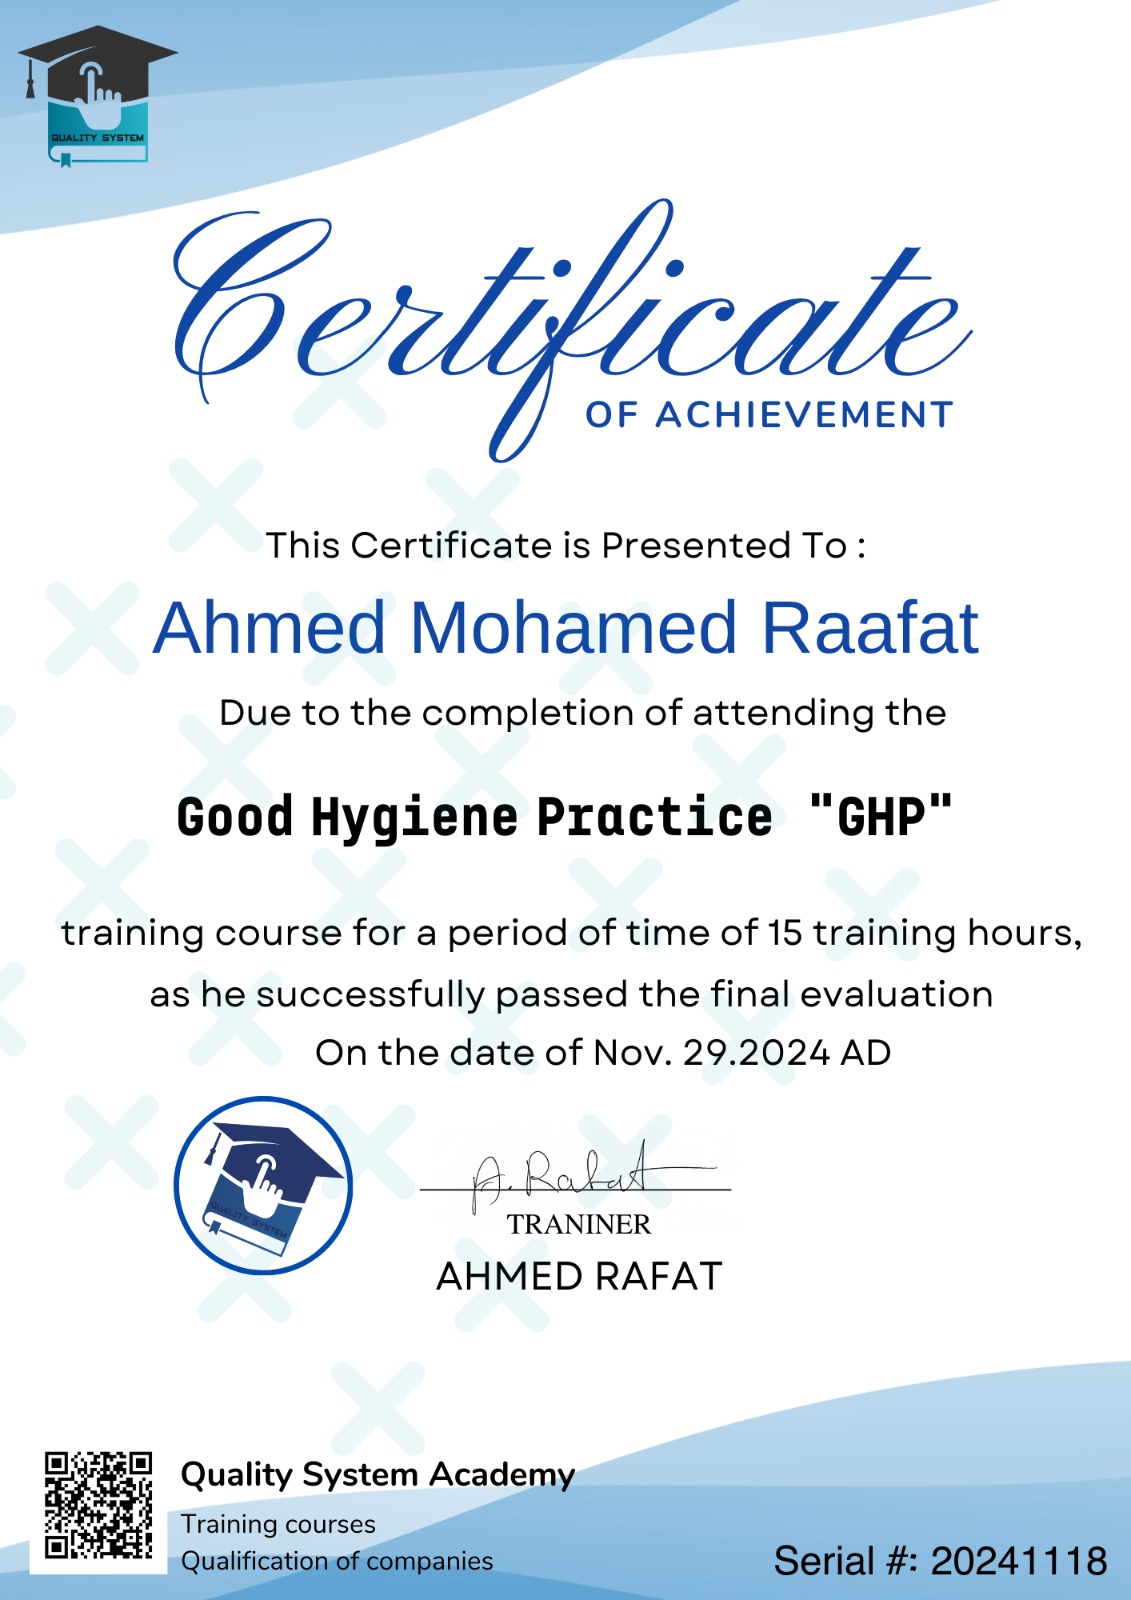 QUALITY SYSTEM
Certificate
OF ACHIEVEMENT
This Certificate is Presented To :
Ahmed Mohamed Raafat
Due to the completion of attending the
Good Hygiene Practice "GHP"
training course for a period of time of 15 training hours,
as he successfully passed the final evaluation
On the date of Nov. 29.2024 AD
QUALITY SYSTEM
A. Rafat
TRANINER
AHMED RAFAT
Quality System Academy
Training courses
Qualification of companies
Serial #: 20241118